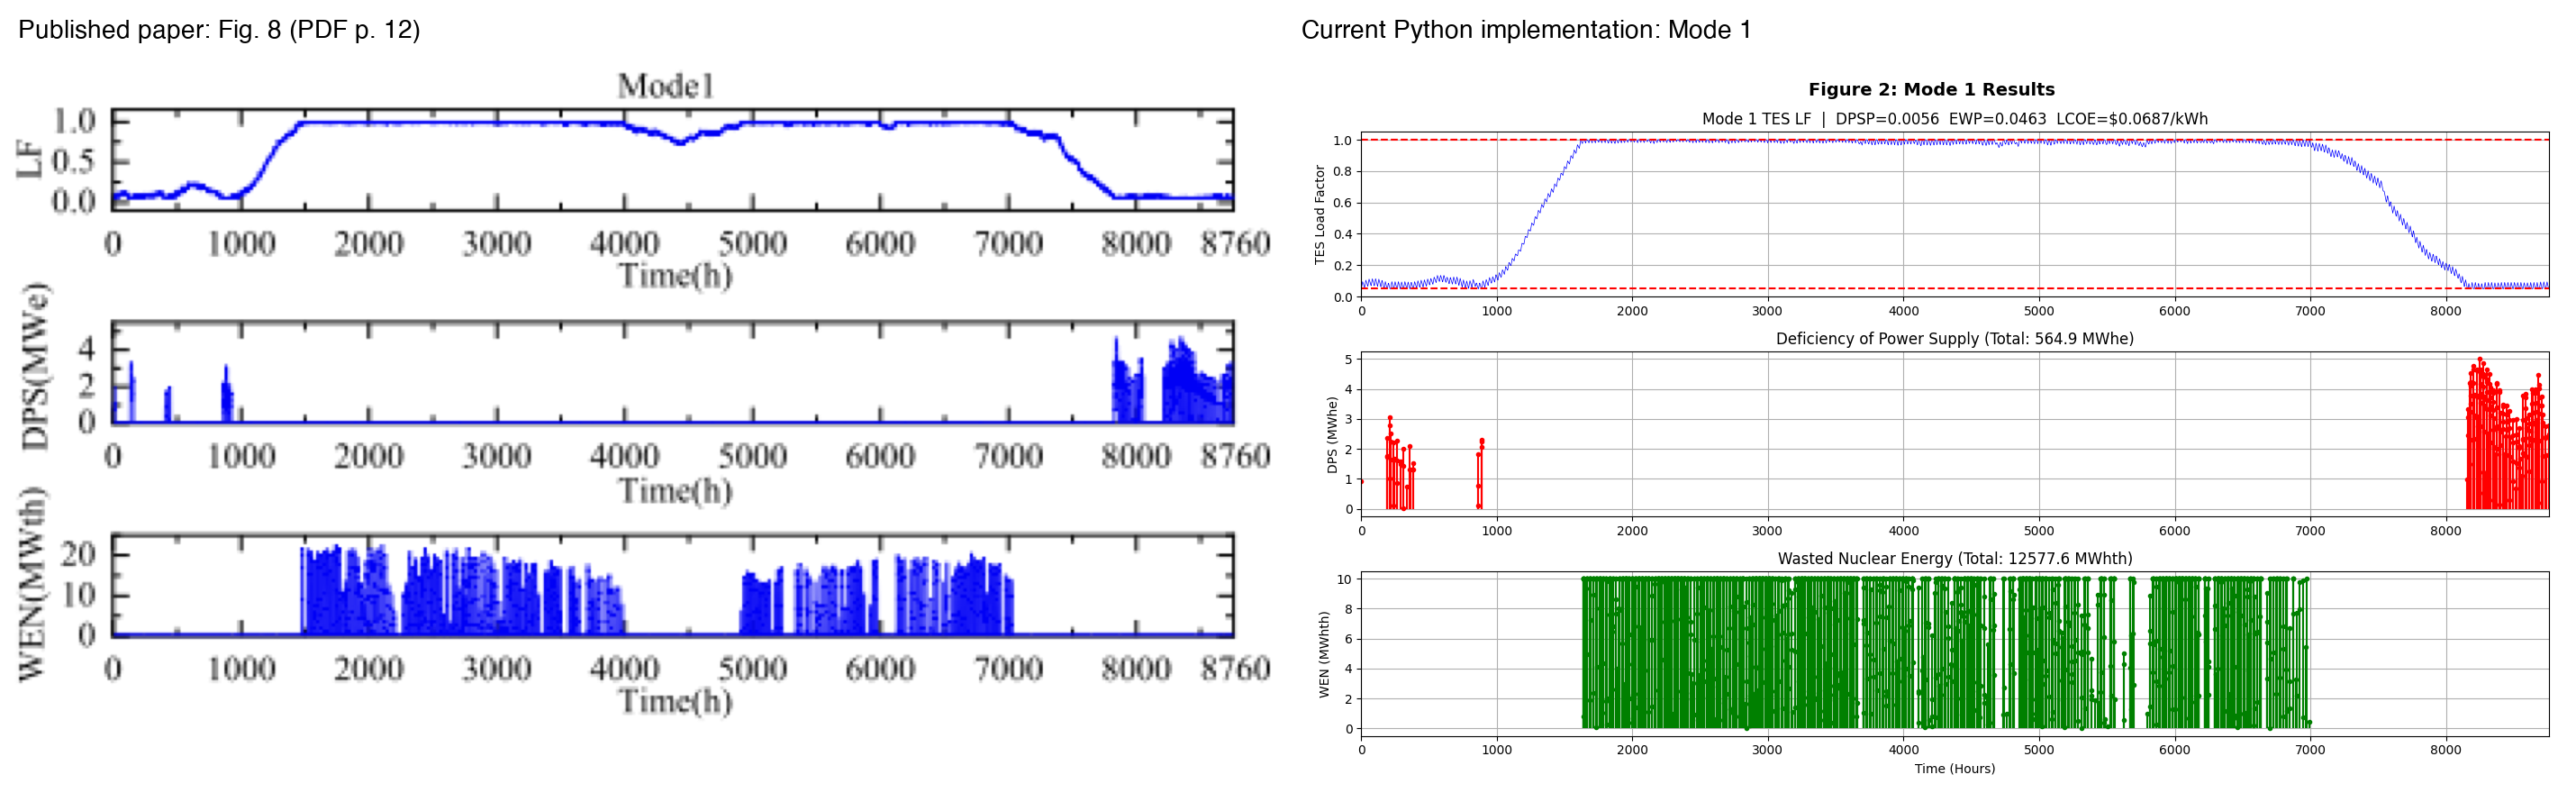 Published paper: Fig. 8 (PDF p. 12)
Mode1
LF
1.0
0.5
0.0
0 1000 2000 3000 4000 5000 6000 7000 8000 8760
Time(h)
DPS(MWe)
4
2
0
0 1000 2000 3000 4000 5000 6000 7000 8000 8760
Time(h)
WEN(MWth)
20
10
0
0 1000 2000 3000 4000 5000 6000 7000 8000 8760
Time(h)
Current Python implementation: Mode 1
Figure 2: Mode 1 Results
Mode 1 TES LF | DPSP=0.0056 EWP=0.0463 LCOE=$0.0687/kWh
TES Load Factor
1.0
0.8
0.6
0.4
0.2
0.0
0 1000 2000 3000 4000 5000 6000 7000 8000
Deficiency of Power Supply (Total: 564.9 MWhe)
DPS (MWhe)
5
4
3
2
1
0
0 1000 2000 3000 4000 5000 6000 7000 8000
Wasted Nuclear Energy (Total: 12577.6 MWhth)
WEN (MWhth)
10
8
6
4
2
0
0 1000 2000 3000 4000 5000 6000 7000 8000
Time (Hours)